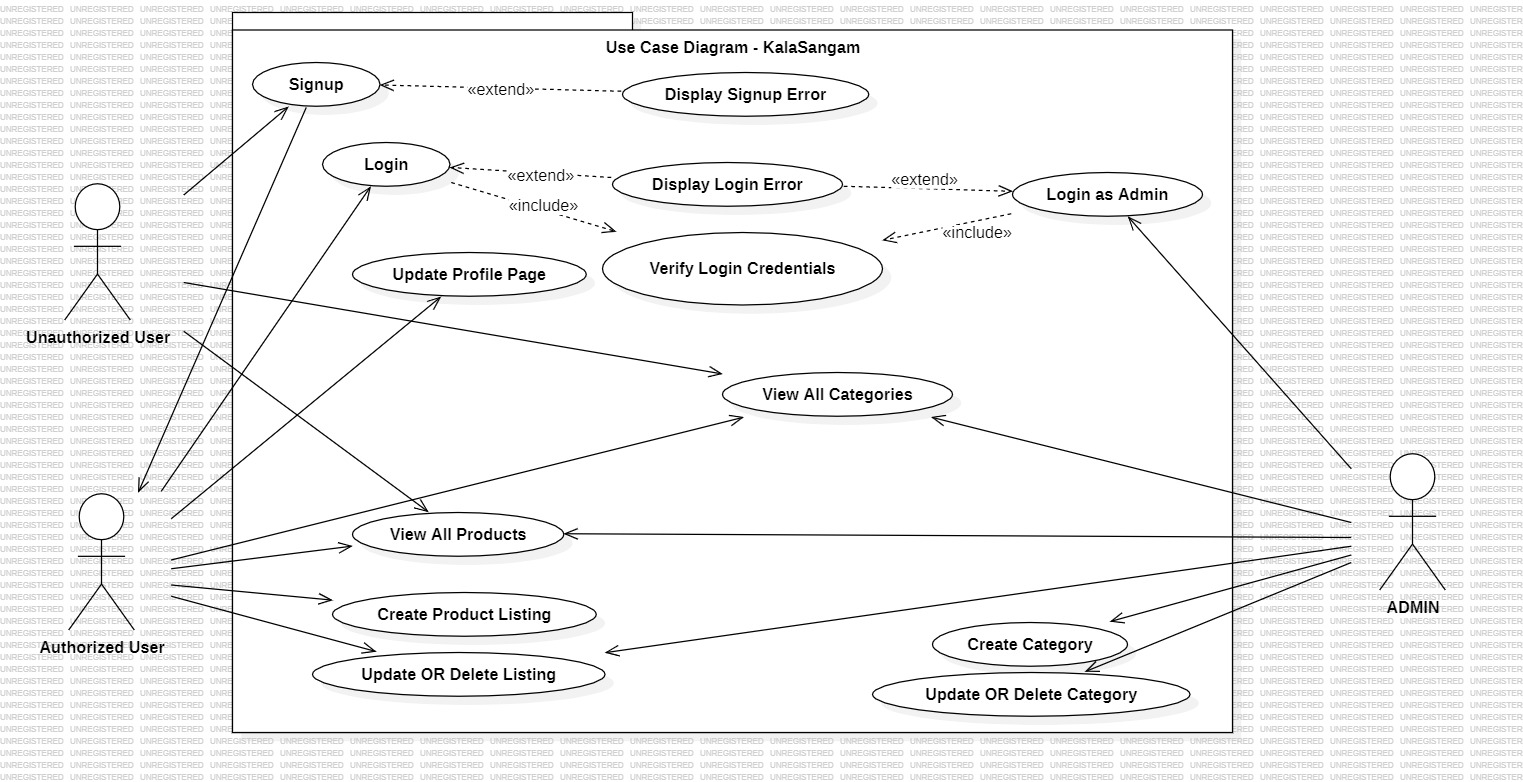 Use Case Diagram - KalaSangam
Signup
«extend»
Display Signup Error
Login
«extend»
Display Login Error
«extend»
Login as Admin
«include»
«include»
Verify Login Credentials
Update Profile Page
Unauthorized User
View All Categories
View All Products
Create Product Listing
ADMIN
Authorized User
Create Category
Update OR Delete Listing
Update OR Delete Category
UNREGISTERED